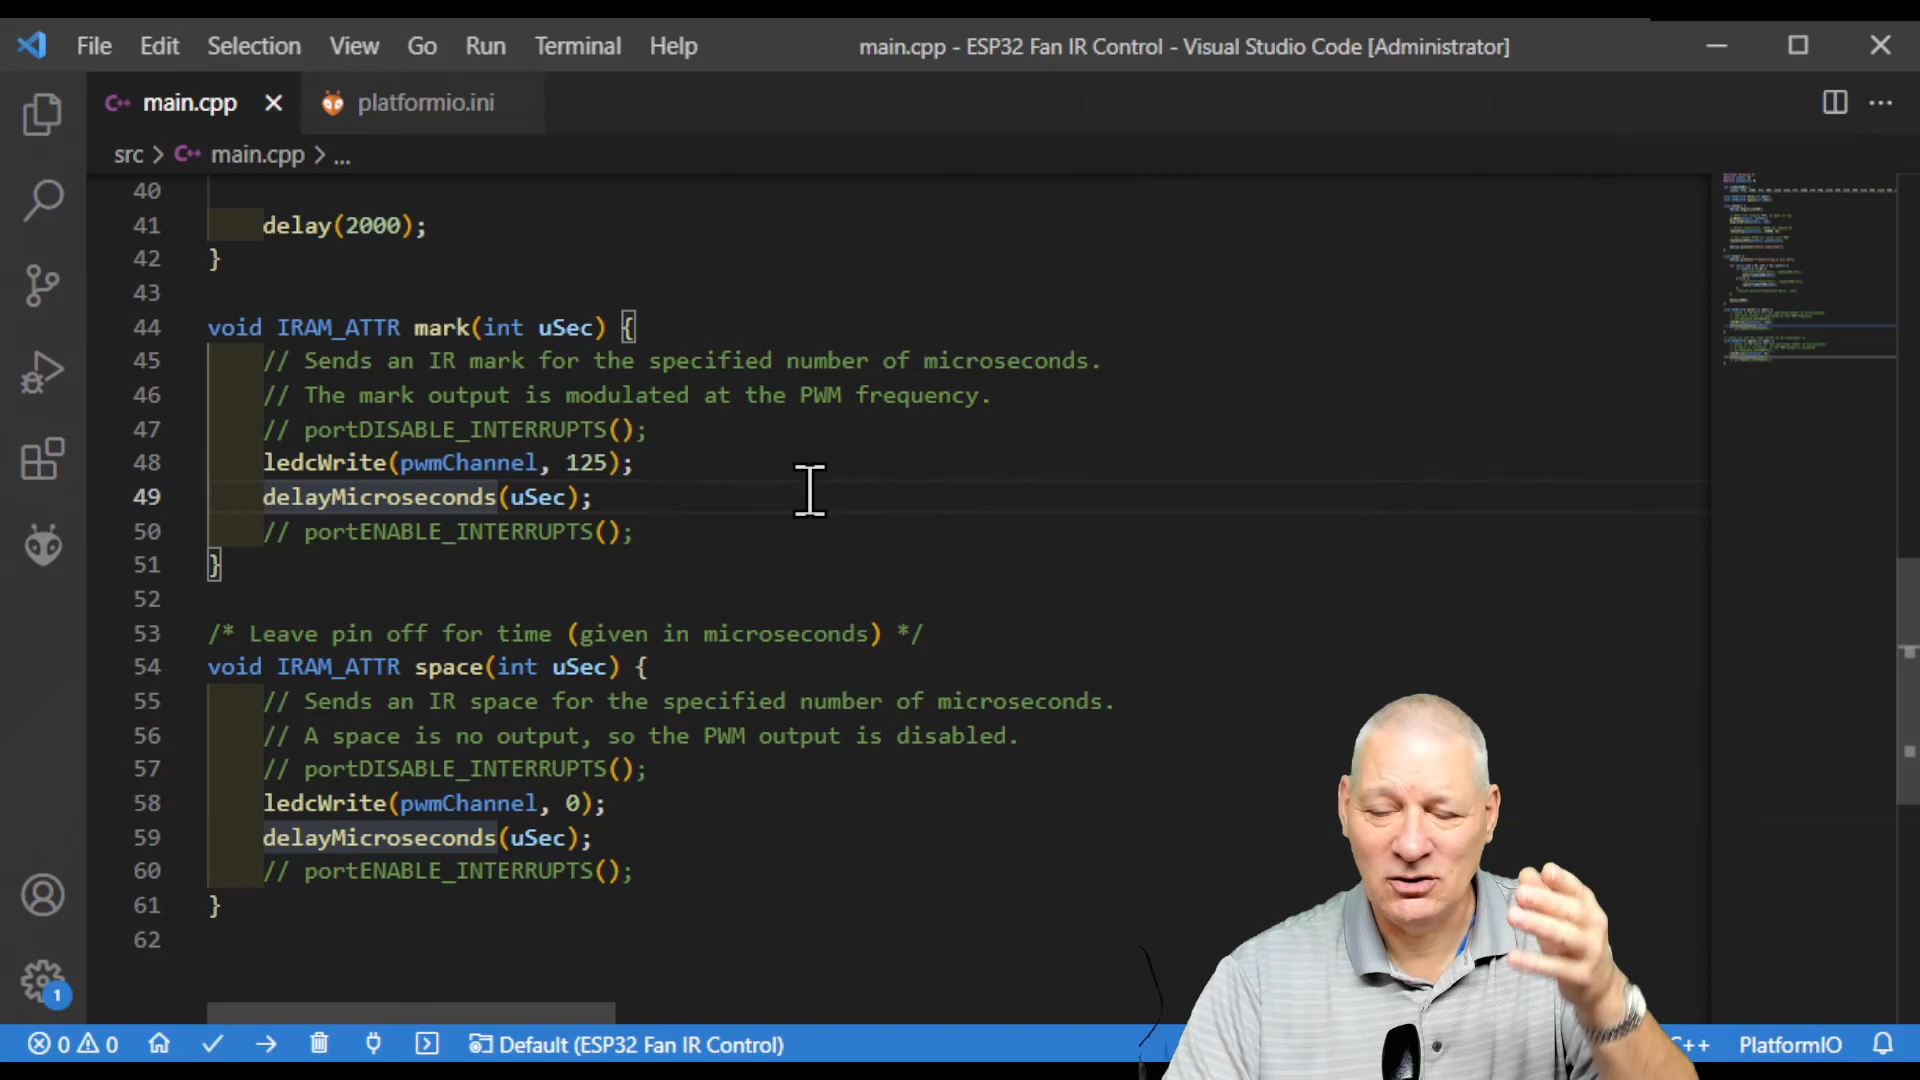 File Edit Selection View Go Run Terminal Help main.cpp - ESP32 Fan IR Control - Visual Studio Code [Administrator]
main.cpp platformio.ini
src > main.cpp > ...
40
41 delay(2000);
42 }
43
44 void IRAM_ATTR mark(int uSec) {
45 // Sends an IR mark for the specified number of microseconds.
46 // The mark output is modulated at the PWM frequency.
47 // portDISABLE_INTERRUPTS();
48 ledcWrite(pwmChannel, 125);
49 delayMicroseconds(uSec);
50 // portENABLE_INTERRUPTS();
51 }
52
53 /* Leave pin off for time (given in microseconds) */
54 void IRAM_ATTR space(int uSec) {
55 // Sends an IR space for the specified number of microseconds.
56 // A space is no output, so the PWM output is disabled.
57 // portDISABLE_INTERRUPTS();
58 ledcWrite(pwmChannel, 0);
59 delayMicroseconds(uSec);
60 // portENABLE_INTERRUPTS();
61 }
62
1
0 0 Default (ESP32 Fan IR Control) ++ PlatformIO